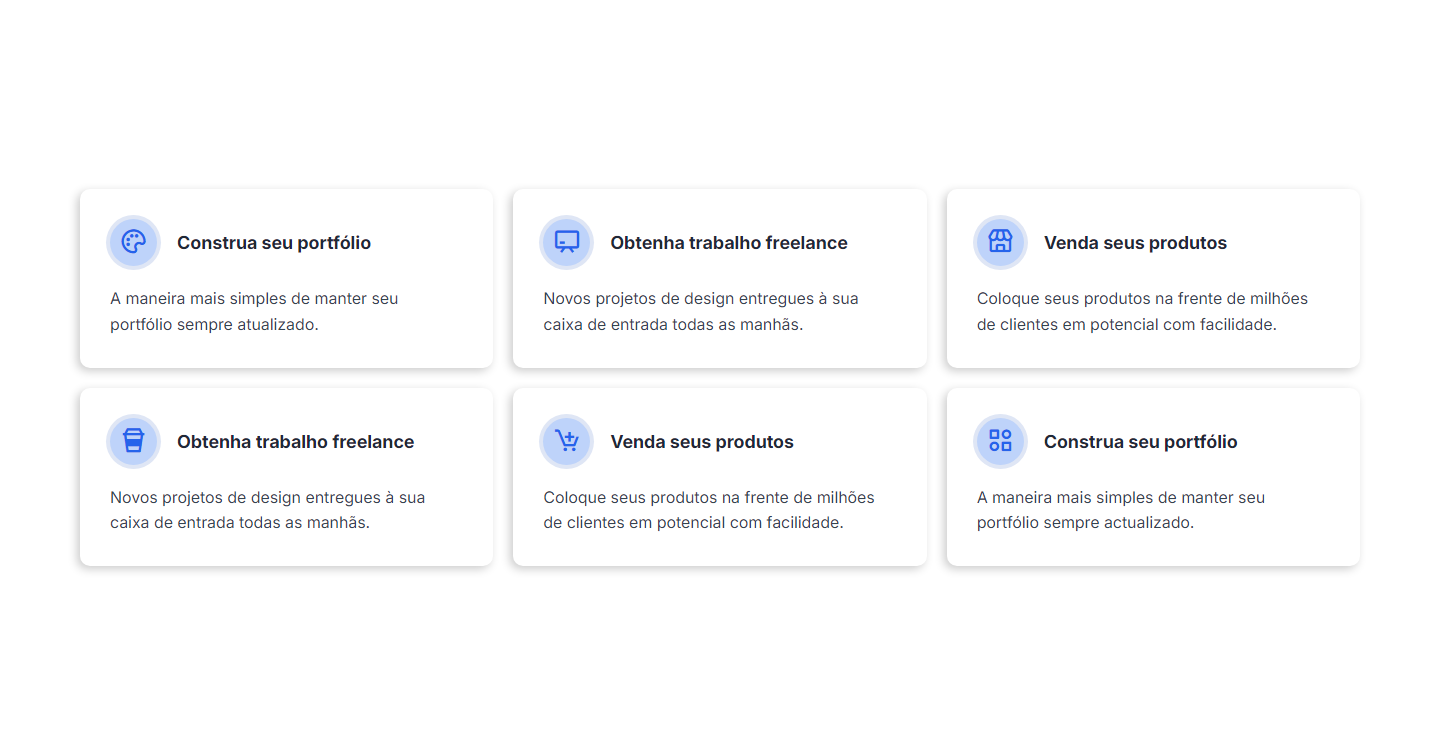 Construa seu portfólio
A maneira mais simples de manter seu
portfólio sempre atualizado.
Obtenha trabalho freelance
Novos projetos de design entregues à sua
caixa de entrada todas as manhãs.
Venda seus produtos
Coloque seus produtos na frente de milhões
de clientes em potencial com facilidade.
Obtenha trabalho freelance
Novos projetos de design entregues à sua
caixa de entrada todas as manhãs.
Venda seus produtos
Coloque seus produtos na frente de milhões
de clientes em potencial com facilidade.
Construa seu portfólio
A maneira mais simples de manter seu
portfólio sempre actualizado.